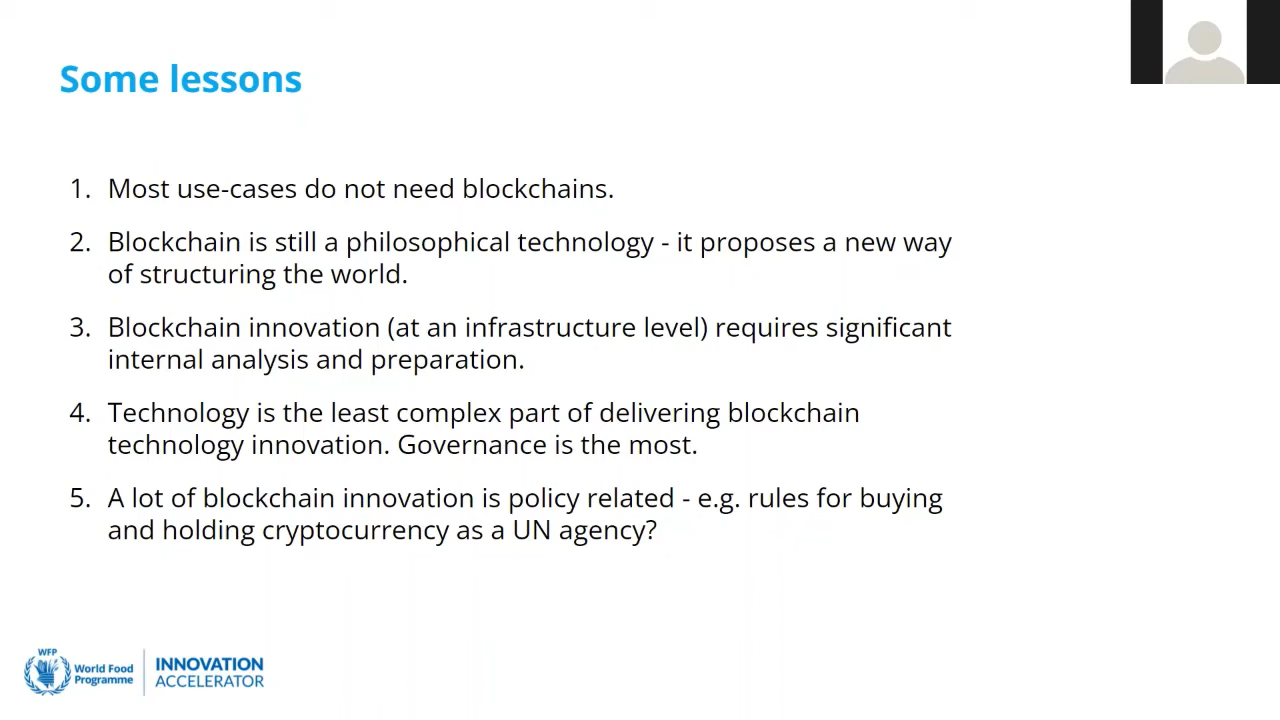 Some lessons
1. Most use-cases do not need blockchains.
2. Blockchain is still a philosophical technology - it proposes a new way
of structuring the world.
3. Blockchain innovation (at an infrastructure level) requires significant
internal analysis and preparation.
4. Technology is the least complex part of delivering blockchain
technology innovation. Governance is the most.
5. A lot of blockchain innovation is policy related - e.g. rules for buying
and holding cryptocurrency as a UN agency?
WFP
World Food
Programme
INNOVATION
ACCELERATOR